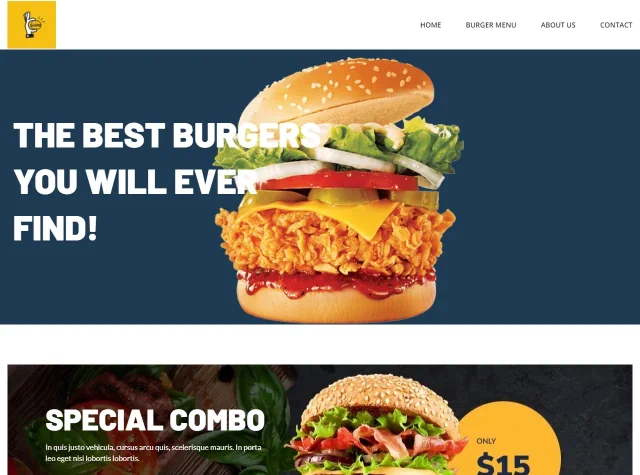 HOME
BURGER MENU
ABOUT US
CONTACT
THE BEST BURGERS
YOU WILL EVER
FIND!
SPECIAL COMBO
In quis justo vehicula, cursus arcu quis, scelerisque mauris. In porta
leo eget nisi lobortis lobortis.
ONLY
$15